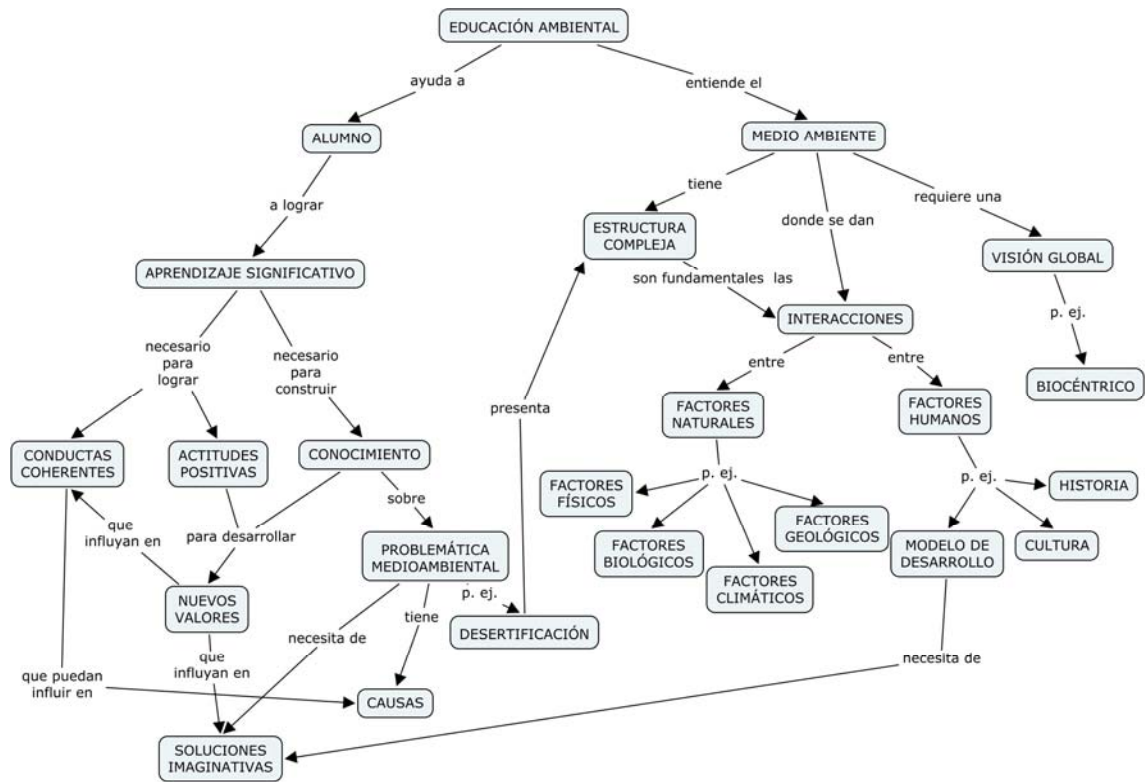 EDUCACIÓN AMBIENTAL
ayuda a
entiende el
ALUMNO
MEDIO AMBIENTE
tiene
requiere una
a lograr
donde se dan
ESTRUCTURA
COMPLEJA
VISIÓN GLOBAL
APRENDIZAJE SIGNIFICATIVO
son fundamentales las
INTERACCIONES
p. ej.
necesario
para
lograr
necesario
para
construir
entre
entre
BIOCÉNTRICO
presenta
FACTORES
NATURALES
FACTORES
HUMANOS
CONDUCTAS
COHERENTES
ACTITUDES
POSITIVAS
CONOCIMIENTO
p. ej.
p. ej.
HISTORIA
FACTORES
FÍSICOS
sobre
que
influyan en
para desarrollar
FACTORES
GEOLÓGICOS
PROBLEMÁTICA
MEDIOAMBIENTAL
FACTORES
BIOLÓGICOS
MODELO DE
DESARROLLO
CULTURA
FACTORES
CLIMÁTICOS
NUEVOS
VALORES
p. ej.
tiene
DESERTIFICACIÓN
necesita de
que
influyan en
necesita de
que puedan
influir en
CAUSAS
SOLUCIONES
IMAGINATIVAS